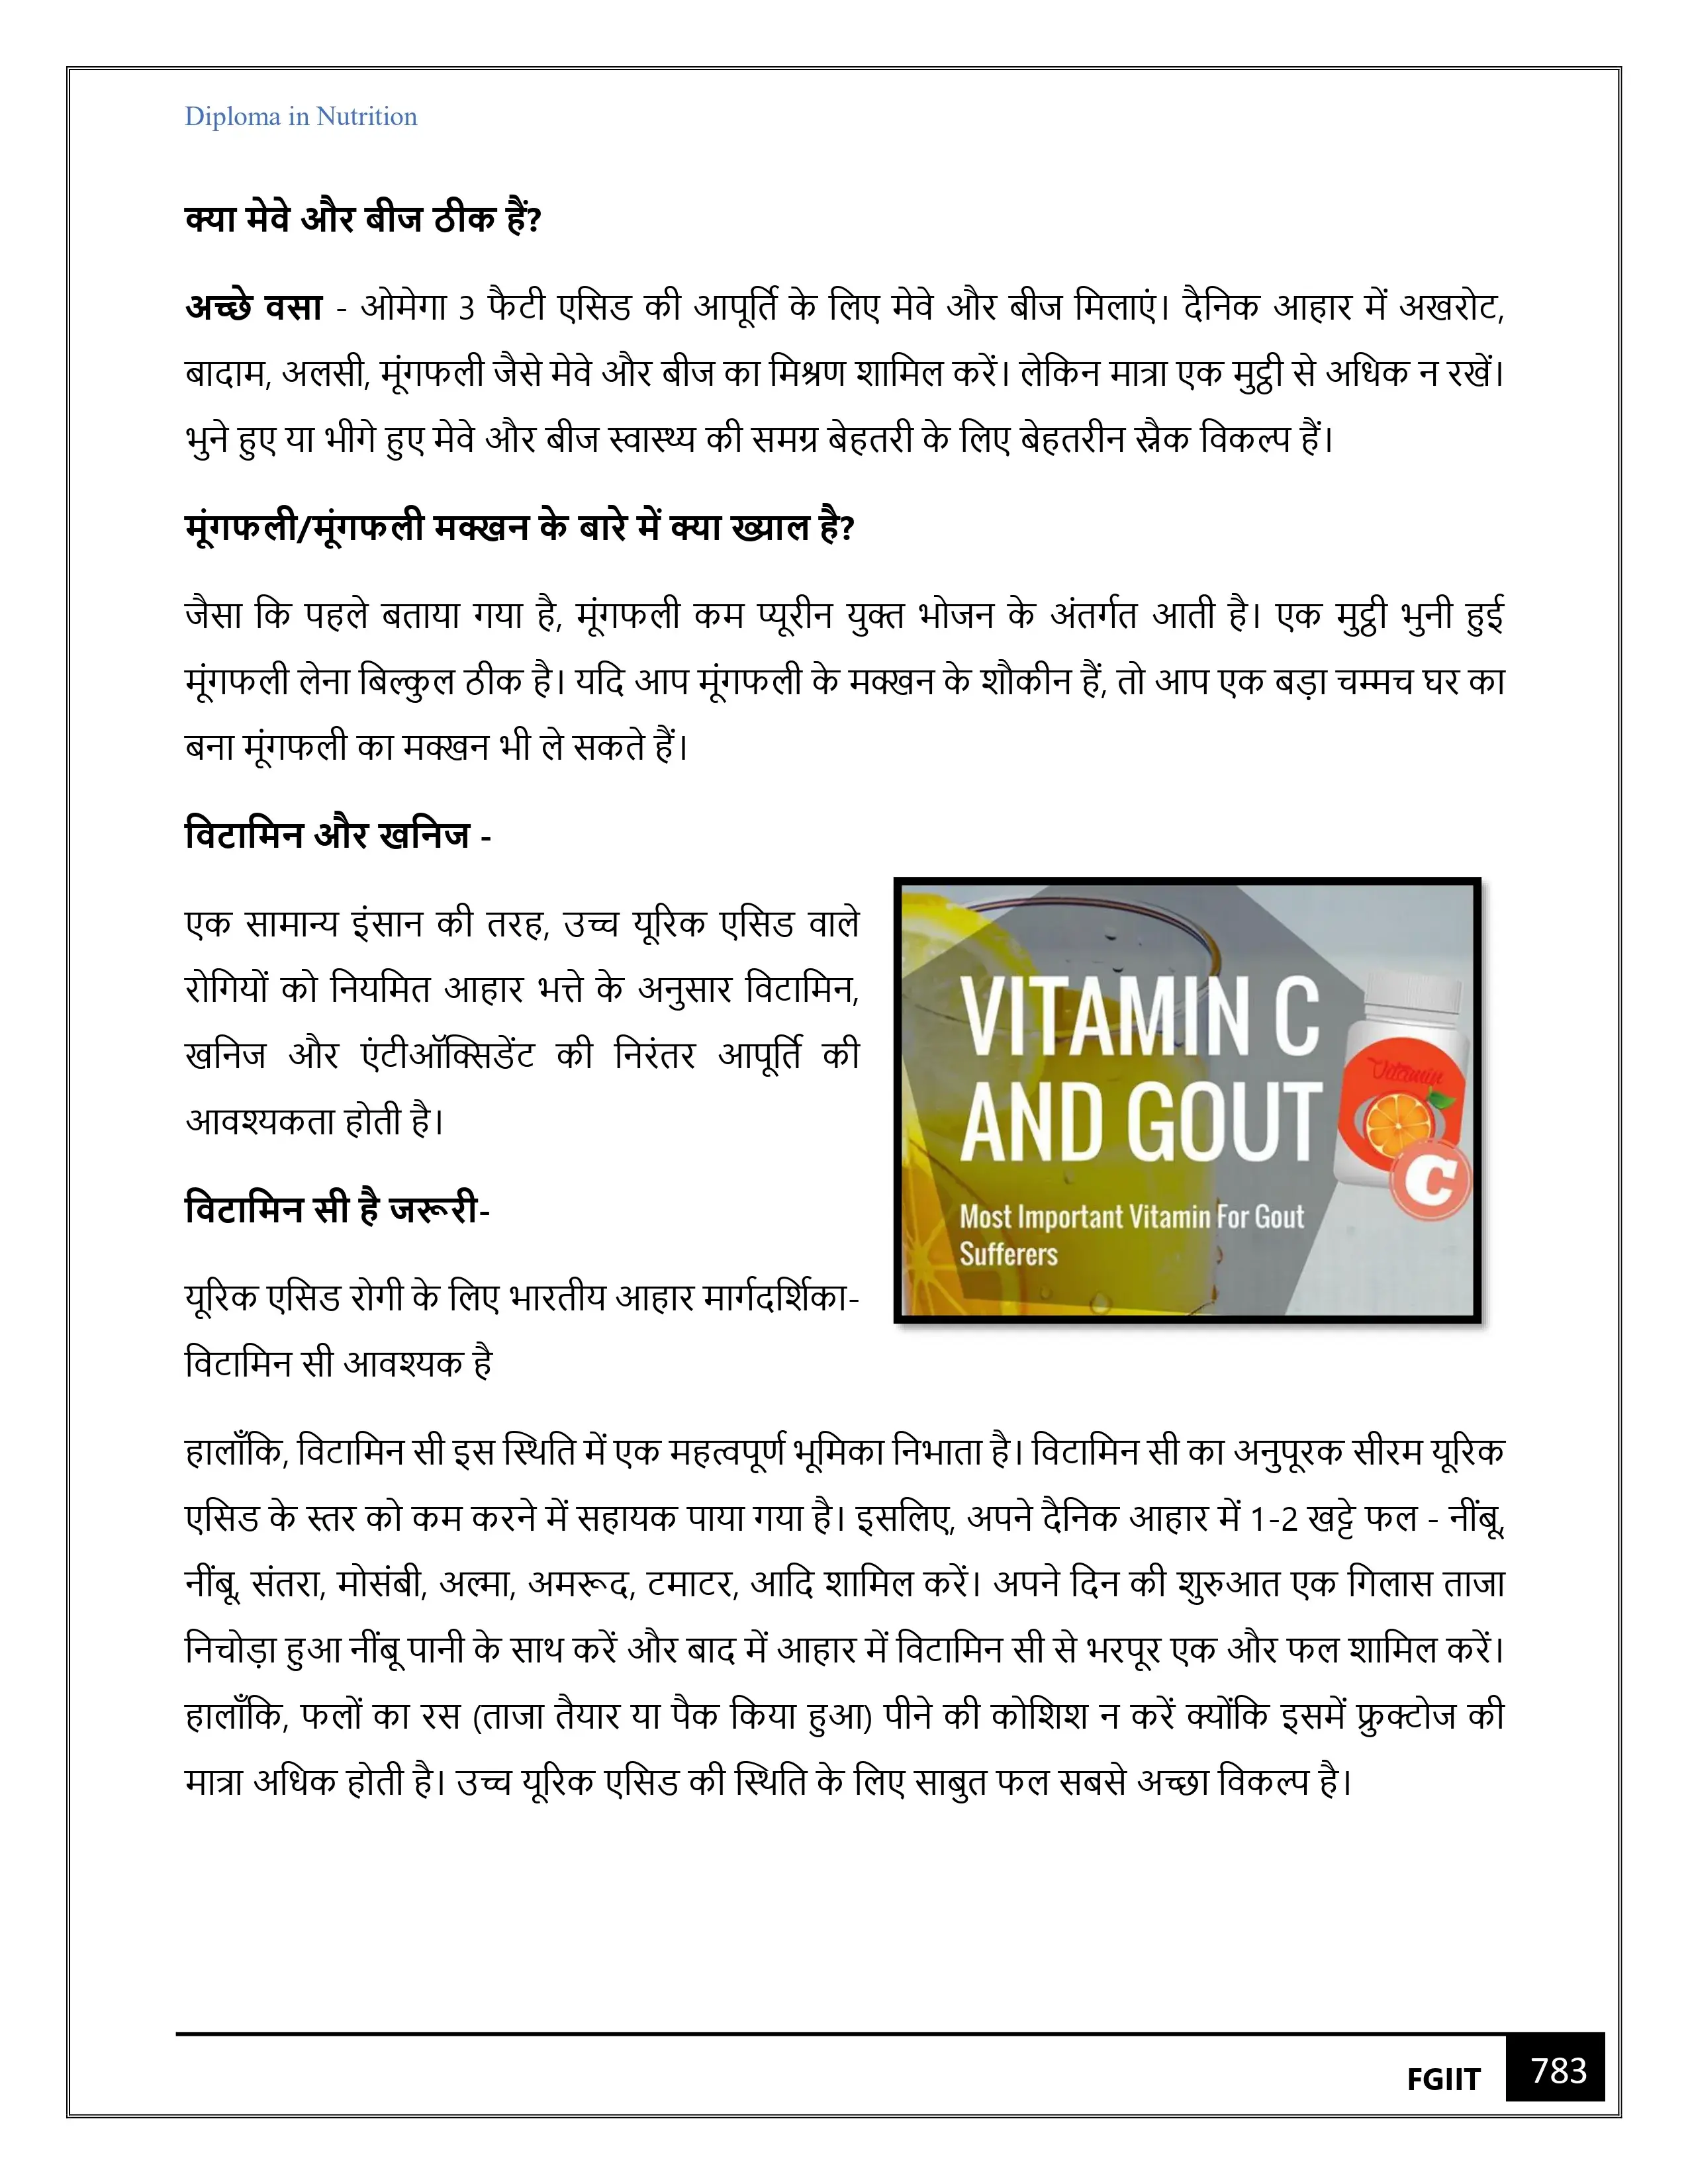 Diploma in Nutrition
क्या मेवे और बीज ठीक हैं?
अच्छे वसा - ओमेगा 3 फैटी एसिड की आपूर्ति के लिए मेवे और बीज मिलाएं। दैनिक आहार में अखरोट,
बादाम, अलसी, मूंगफली जैसे मेवे और बीज का मिश्रण शामिल करें। लेकिन मात्रा एक मुट्ठी से अधिक न रखें।
भुने हुए या भीगे हुए मेवे और बीज स्वास्थ्य की समग्र बेहतरी के लिए बेहतरीन स्नैक विकल्प हैं।
मूंगफली/मूंगफली मक्खन के बारे में क्या ख्याल है?
जैसा कि पहले बताया गया है, मूंगफली कम प्यूरीन युक्त भोजन के अंतर्गत आती है। एक मुट्ठी भुनी हुई
मूंगफली लेना बिल्कुल ठीक है। यदि आप मूंगफली के मक्खन के शौकीन हैं, तो आप एक बड़ा चम्मच घर का
बना मूंगफली का मक्खन भी ले सकते हैं।
विटामिन और खनिज -
एक सामान्य इंसान की तरह, उच्च यूरिक एसिड वाले
रोगियों को नियमित आहार भत्ते के अनुसार विटामिन,
खनिज और एंटीऑक्सिडेंट की निरंतर आपूर्ति की
आवश्यकता होती है।
विटामिन सी है जरूरी-
यूरिक एसिड रोगी के लिए भारतीय आहार मार्गदर्शिका-
विटामिन सी आवश्यक है
VITAMIN C
AND GOUT
Most Important Vitamin For Gout
Sufferers
Vitamin
C
हालाँकि, विटामिन सी इस स्थिति में एक महत्वपूर्ण भूमिका निभाता है। विटामिन सी का अनुपूरक सीरम यूरिक
एसिड के स्तर को कम करने में सहायक पाया गया है। इसलिए, अपने दैनिक आहार में 1-2 खट्टे फल - नींबू,
नींबू, संतरा, मोसंबी, अल्मा, अमरूद, टमाटर, आदि शामिल करें। अपने दिन की शुरुआत एक गिलास ताजा
निचोड़ा हुआ नींबू पानी के साथ करें और बाद में आहार में विटामिन सी से भरपूर एक और फल शामिल करें।
हालाँकि, फलों का रस (ताजा तैयार या पैक किया हुआ) पीने की कोशिश न करें क्योंकि इसमें फ्रुक्टोज की
मात्रा अधिक होती है। उच्च यूरिक एसिड की स्थिति के लिए साबुत फल सबसे अच्छा विकल्प है।
FGIIT
783